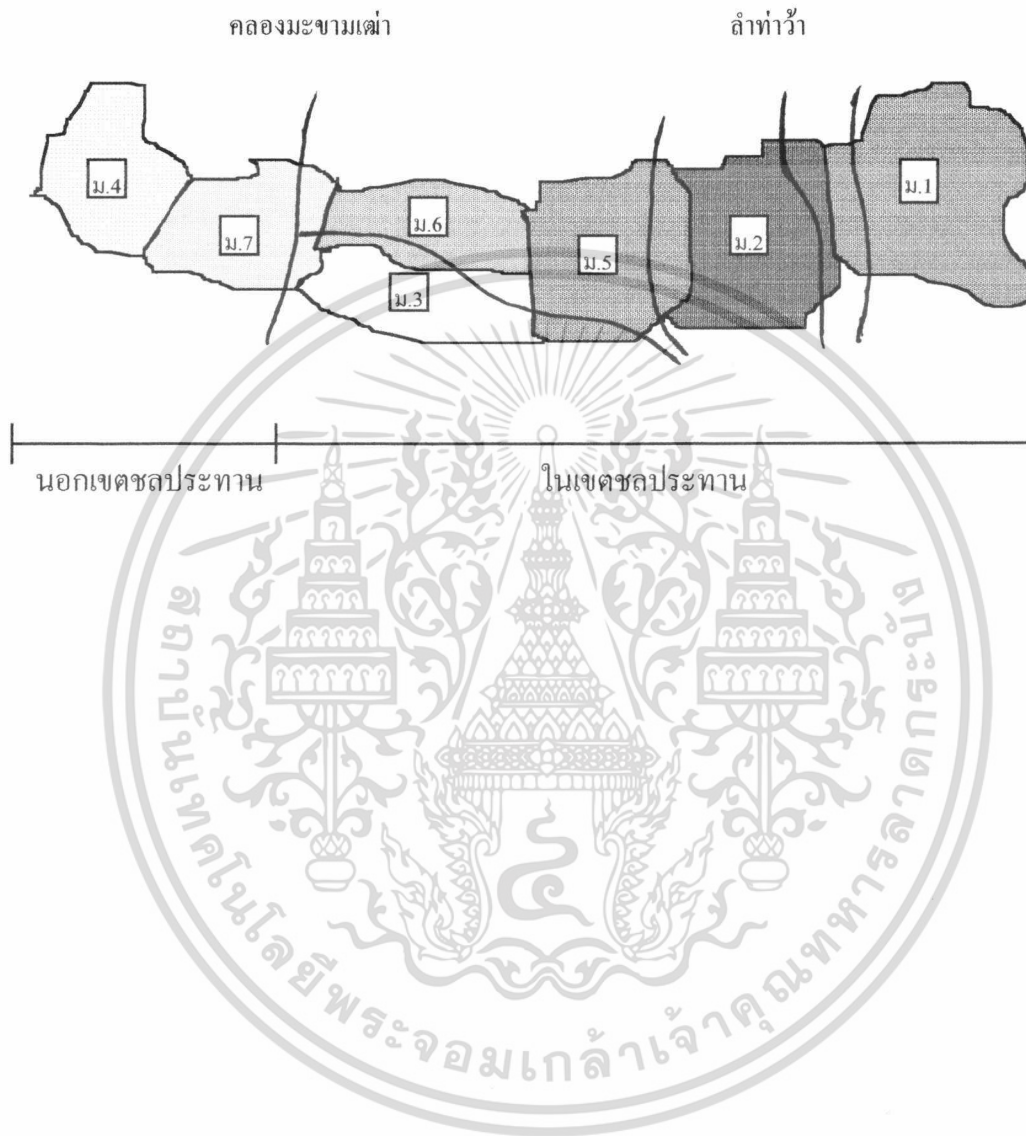 คลองมะขามเฒ่า ลำท่าว้า
ม.4 ม.7 ม.6 ม.3 ม.5 ม.2 ม.1
นอกเขตชลประทาน ในเขตชลประทาน
สถาบันเทคโนโลยีพระจอมเกล้าเจ้าคุณทหารลาดกระบัง